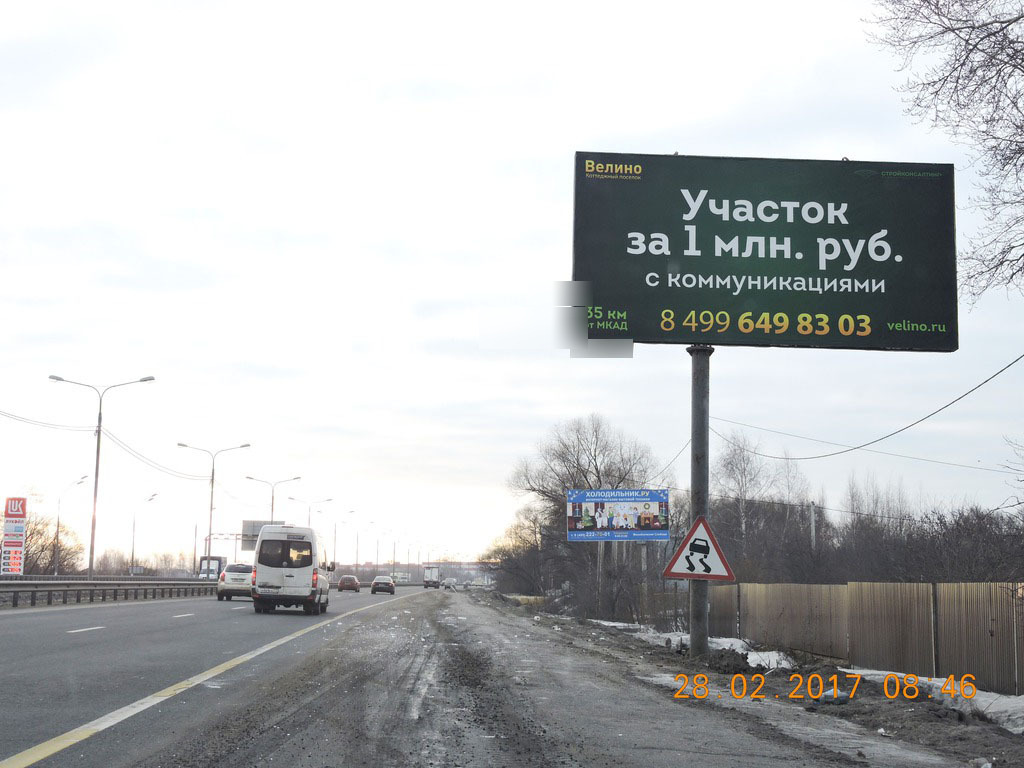 Велино
Коттеджный поселок
СТРОЙКОНСАЛТИНГ
Участок
за 1 млн. руб.
с коммуникациями
35 км
от МКАД
8 499 649 83 03
velino.ru
ХОЛОДИЛЬНИК.РУ
28.02.2017 08:46